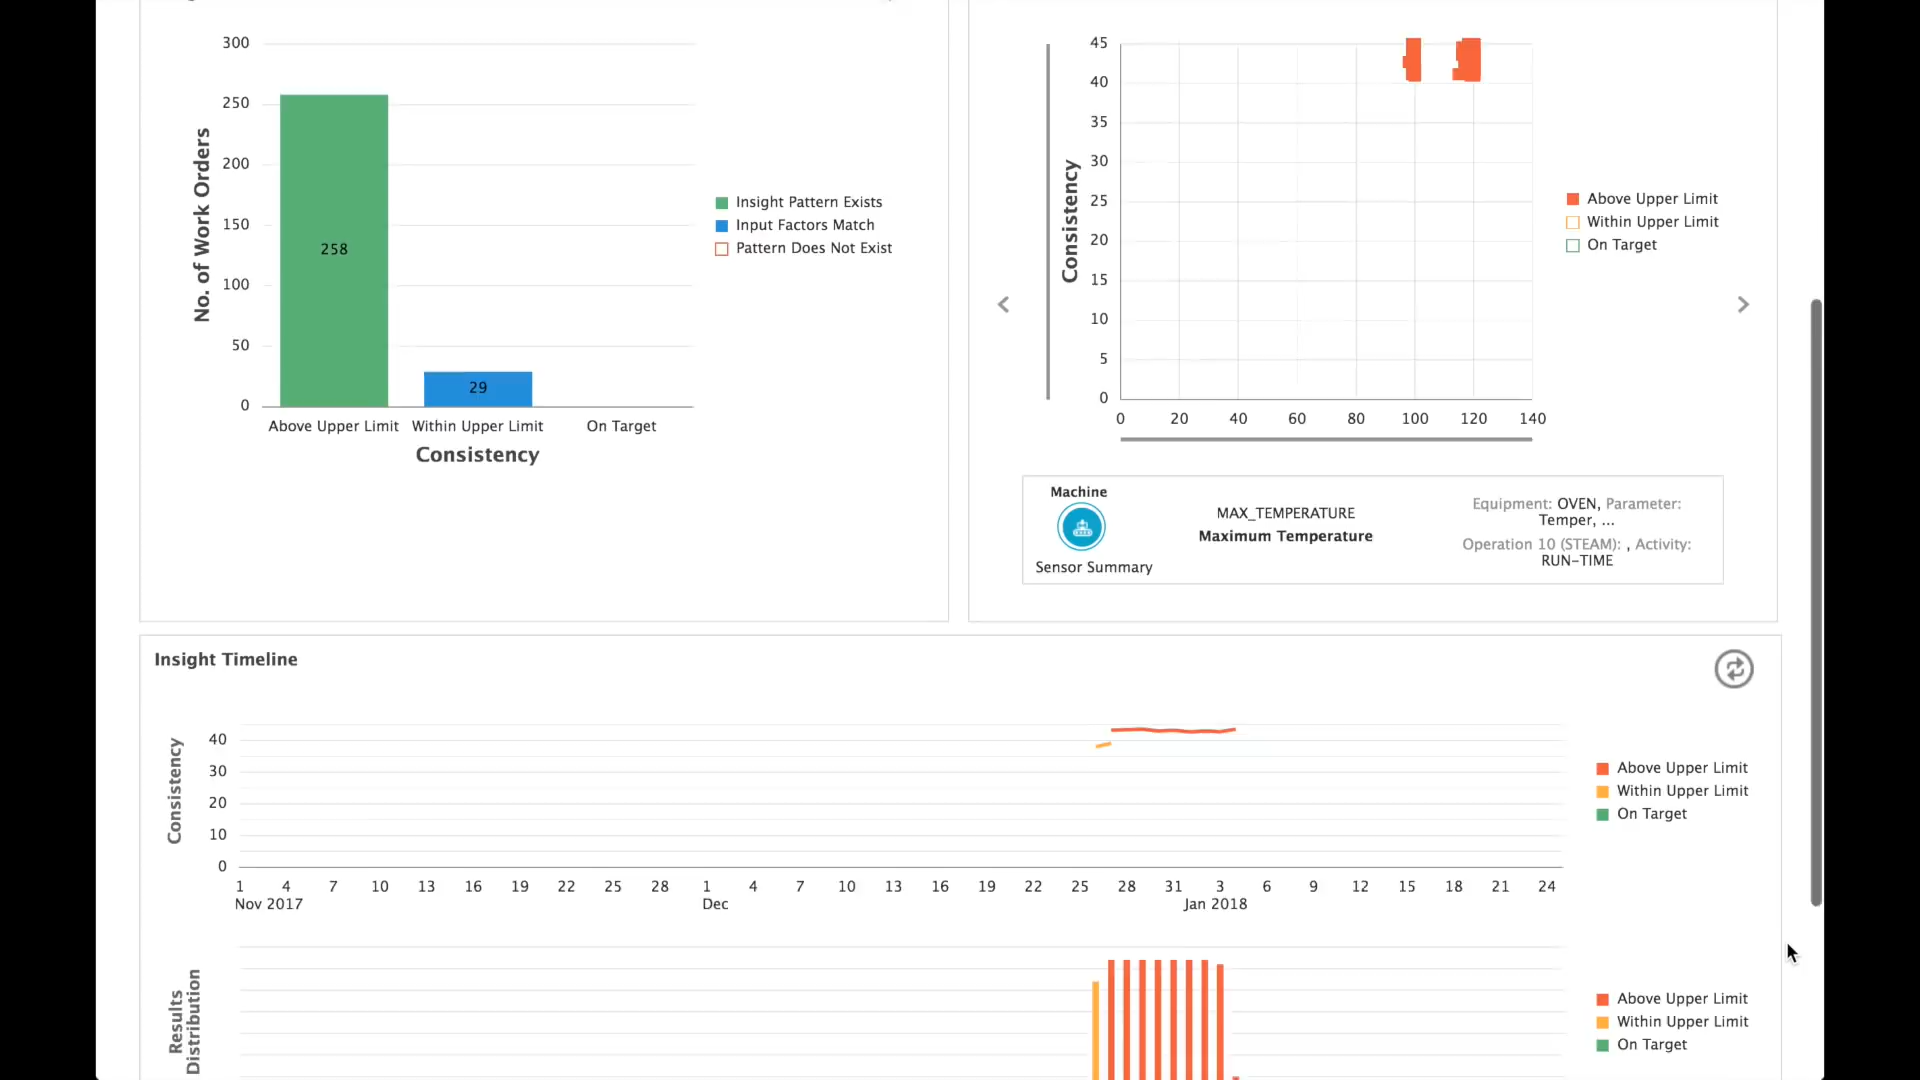 300
250
200
150
100
50
0
No. of Work Orders
258
29
Above Upper Limit
Within Upper Limit
On Target
Consistency
Insight Pattern Exists
Input Factors Match
Pattern Does Not Exist
45
40
35
30
25
20
15
10
5
0
Consistency
0 20 40 60 80 100 120 140
Above Upper Limit
Within Upper Limit
On Target
Machine
Sensor Summary
MAX_TEMPERATURE
Maximum Temperature
Equipment: OVEN, Parameter:
Temper, ...
Operation 10 (STEAM): , Activity:
RUN-TIME
Insight Timeline
Consistency
40
30
20
10
0
1 4 7 10 13 16 19 22 25 28 1 4 7 10 13 16 19 22 25 28 31 3 6 9 12 15 18 21 24
Nov 2017 Dec Jan 2018
Above Upper Limit
Within Upper Limit
On Target
Results
Distribution
Above Upper Limit
Within Upper Limit
On Target